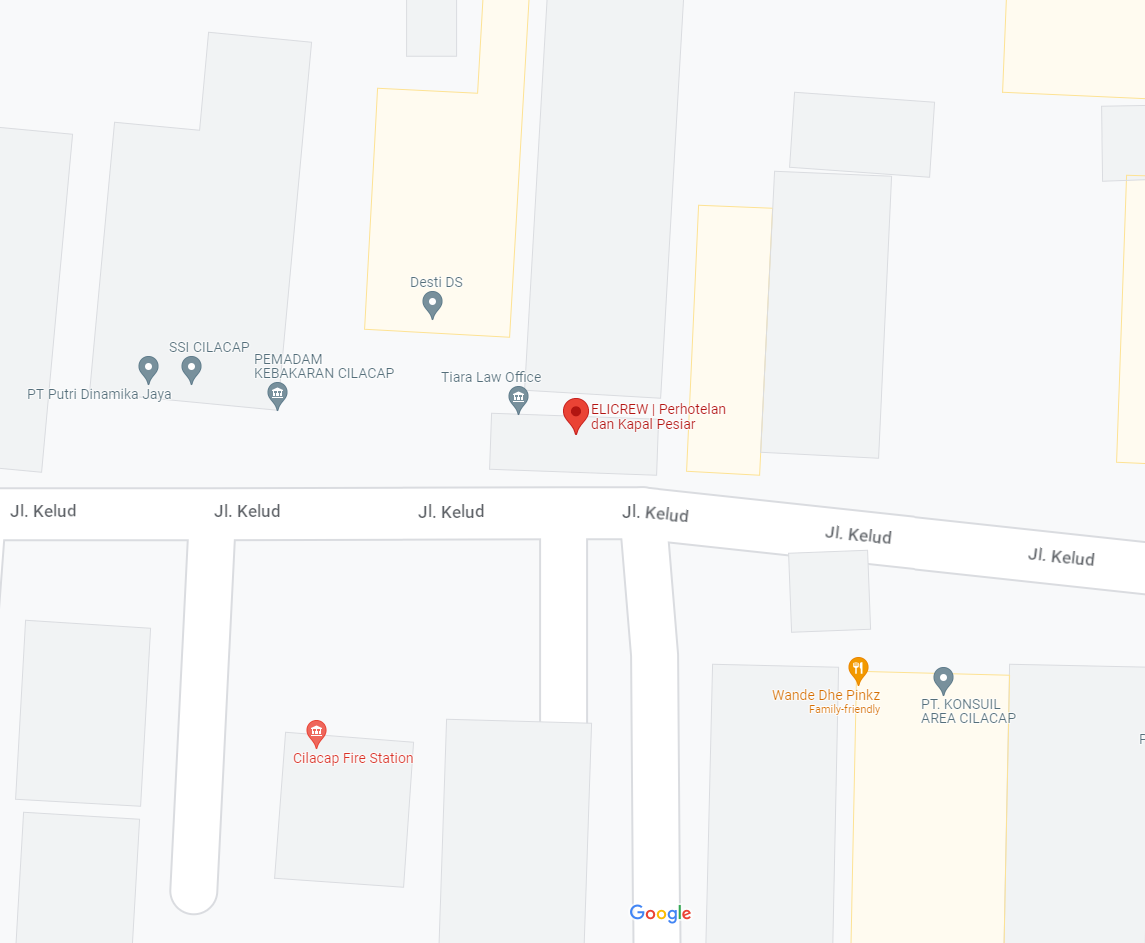 Desti DS
SSI CILACAP
PEMADAM
KEBAKARAN CILACAP
PT Putri Dinamika Jaya
Tiara Law Office
ELICREW | Perhotelan
dan Kapal Pesiar
Jl. Kelud
Jl. Kelud
Jl. Kelud
Jl. Kelud
Jl. Kelud
Jl. Kelud
Wande Dhe Pinkz
Family-friendly
PT. KONSUIL
AREA CILACAP
Cilacap Fire Station
Google